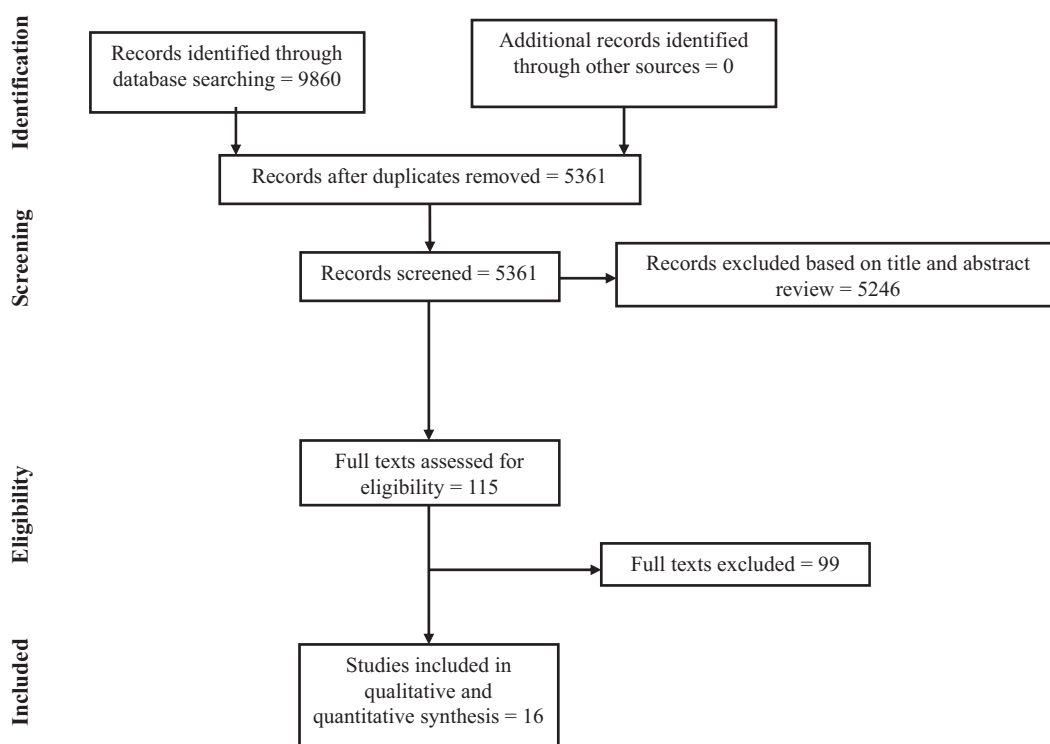 Identification
Records identified through
database searching = 9860
Additional records identified
through other sources = 0
Records after duplicates removed = 5361
Screening
Records screened = 5361
Records excluded based on title and abstract
review = 5246
Eligibility
Full texts assessed for
eligibility = 115
Full texts excluded = 99
Included
Studies included in
qualitative and
quantitative synthesis = 16